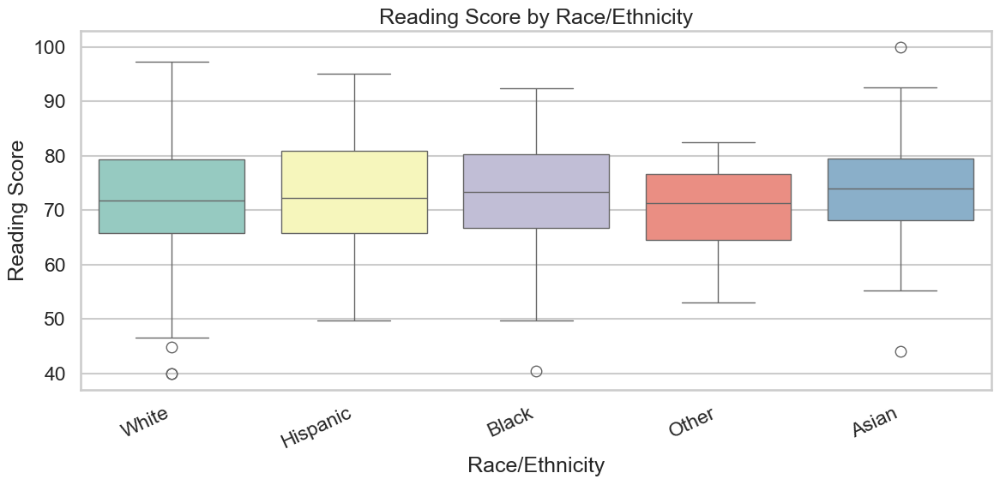 Reading Score by Race/Ethnicity
Reading Score
100
90
80
70
60
50
40
White
Hispanic
Black
Other
Asian
Race/Ethnicity